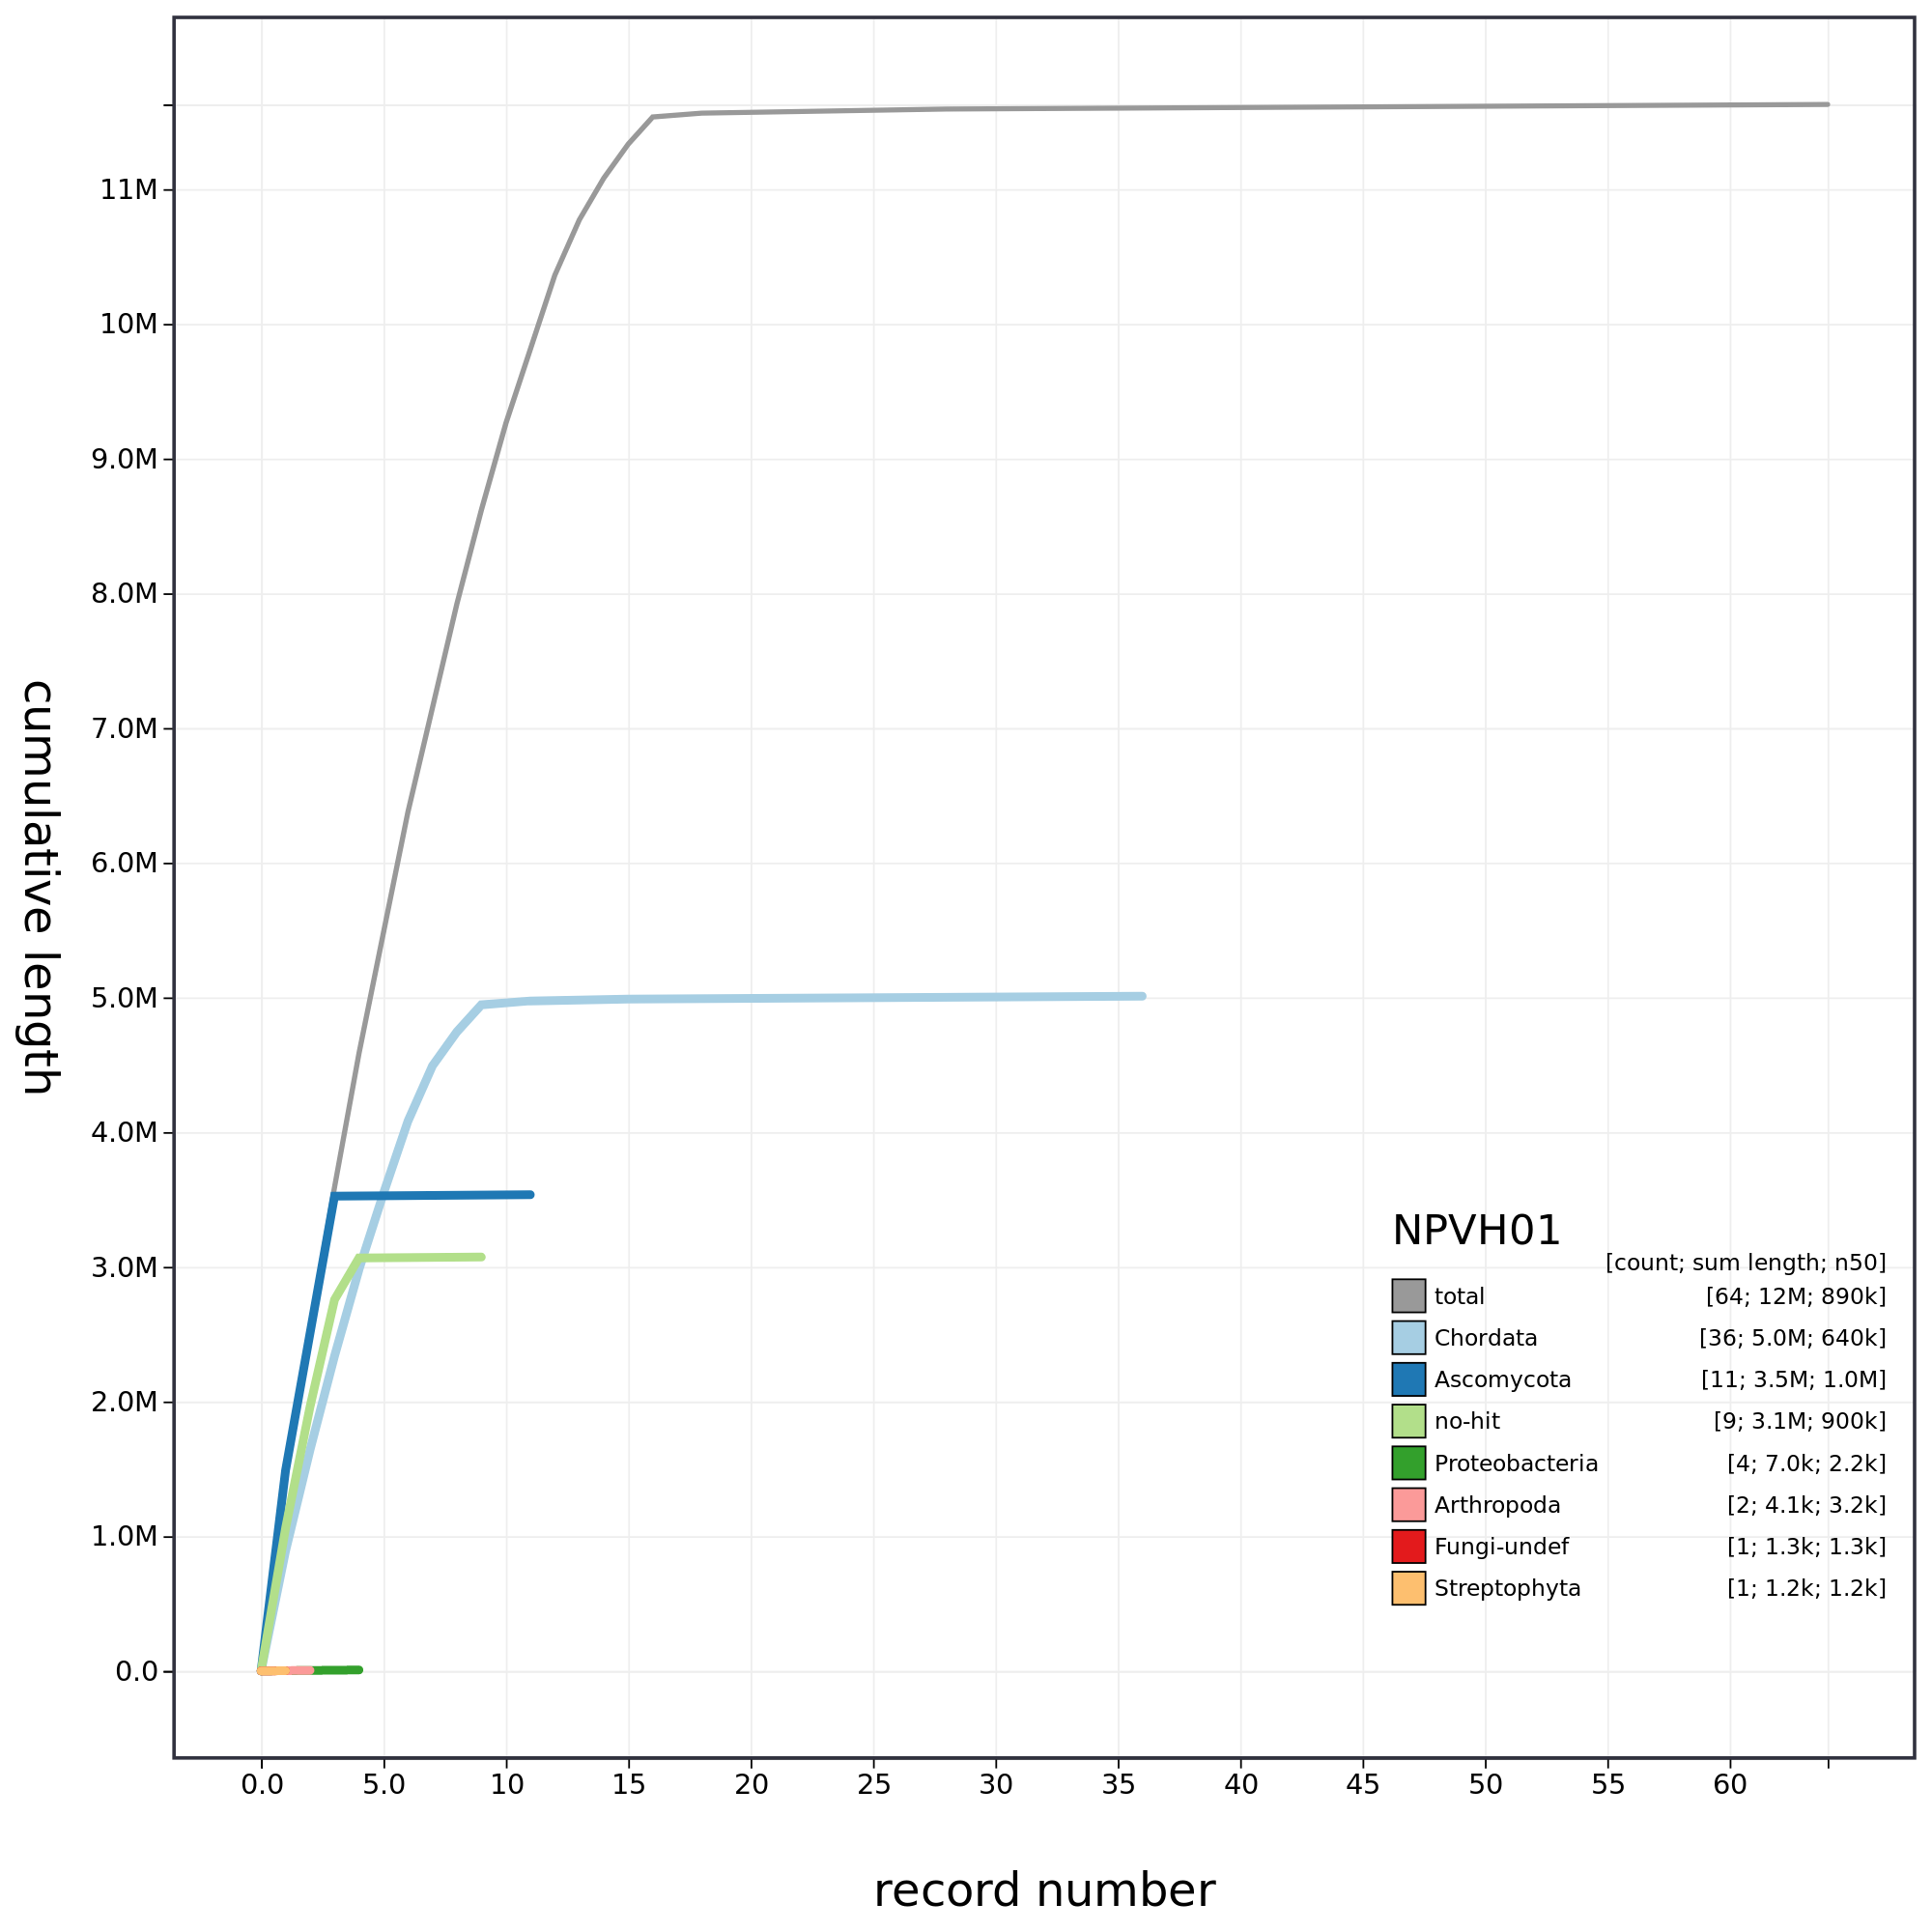 cumulative length
11M
10M
9.0M
8.0M
7.0M
6.0M
5.0M
4.0M
3.0M
2.0M
1.0M
0.0
NPVH01
[count; sum length; n50]
total [64; 12M; 890k]
Chordata [36; 5.0M; 640k]
Ascomycota [11; 3.5M; 1.0M]
no-hit [9; 3.1M; 900k]
Proteobacteria [4; 7.0k; 2.2k]
Arthropoda [2; 4.1k; 3.2k]
Fungi-undef [1; 1.3k; 1.3k]
Streptophyta [1; 1.2k; 1.2k]
0.0 5.0 10 15 20 25 30 35 40 45 50 55 60
record number